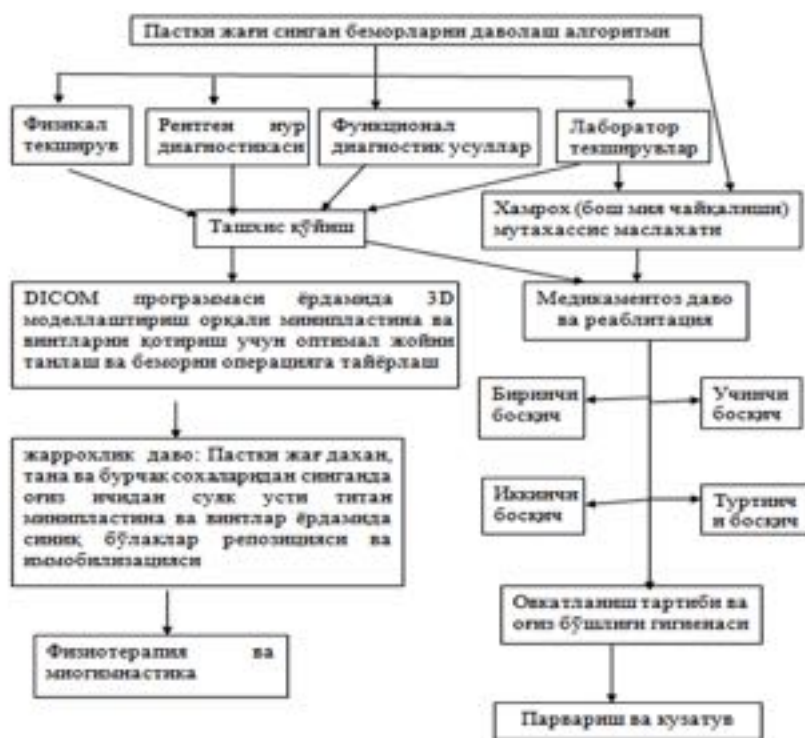 Пастки жағи синган беморларни даволаш алгоритми
Физикал
текширув
Рентген нур
диагностикаси
Функционал
диагностик усуллар
Лаборатор
текширувлар
Ташхис қўйиш
Хамрох (бош мия чайқалиши)
мутахассис маслахати
DICOM программаси ёрдамида 3D
моделлаштириш орқали минипластина ва
винтларни қотириш учун оптимал жойни
танлаш ва беморни операцияга тайёрлаш
Медикаментоз даво
ва реаблитация
Биринчи
босқич
Учинчи
босқич
жаррохлик даво: Пастки жағ дахан,
тана ва бурчак сохаларидан синганда
оғиз ичидан суяк усти титан
минипластина ва винтлар ёрдамида
синиқ бўлаклар репозицияси ва
иммобилизацияси
Иккинчи
босқич
Туртинч
и босқич
Овкатланиш тартиби ва
оғиз бўшлиғи гигиенаси
Физиотерапия ва
миогимнастика
Парвариш ва кузатув